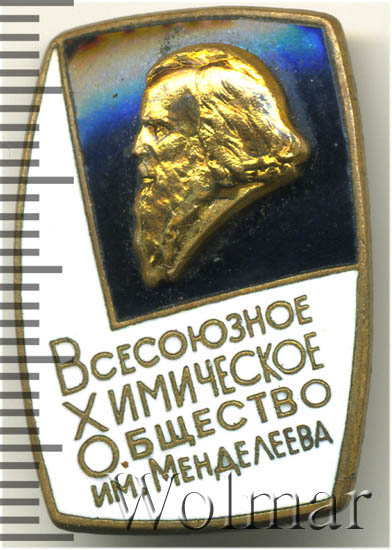 Всесоюзное
Химическое
Общество
им. Менделеева
Wolmar